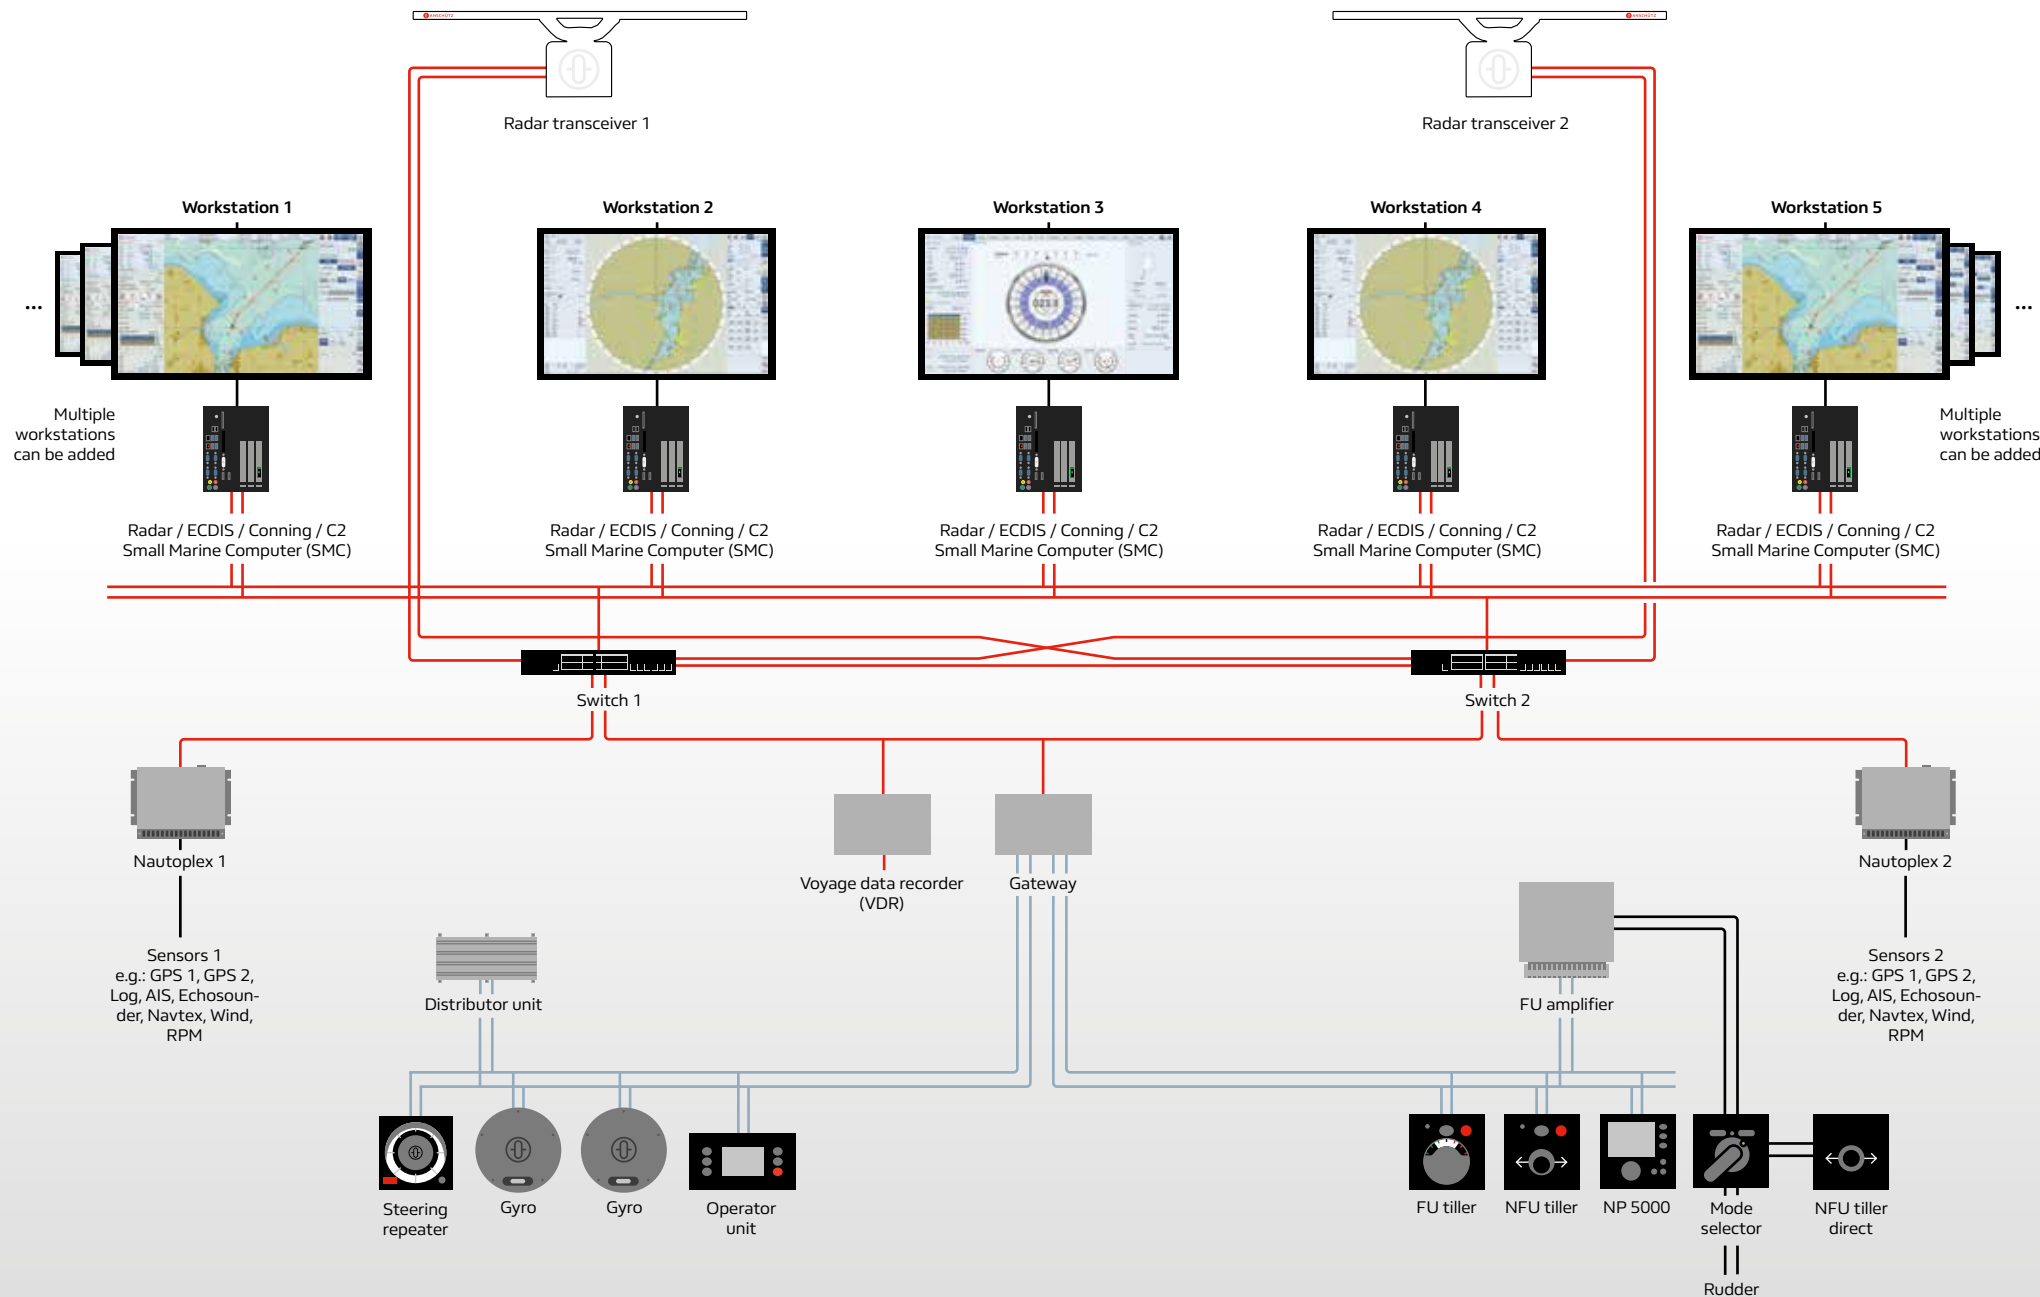 ANSCHÜTZ
ANSCHÜTZ
Radar transceiver 1
Radar transceiver 2
Workstation 1
Workstation 2
Workstation 3
Workstation 4
Workstation 5
...
...
Multiple
workstations
can be added
Multiple
workstations
can be added
Radar / ECDIS / Conning / C2
Small Marine Computer (SMC)
Radar / ECDIS / Conning / C2
Small Marine Computer (SMC)
Radar / ECDIS / Conning / C2
Small Marine Computer (SMC)
Radar / ECDIS / Conning / C2
Small Marine Computer (SMC)
Radar / ECDIS / Conning / C2
Small Marine Computer (SMC)
Switch 1
Switch 2
Nautoplex 1
Voyage data recorder
(VDR)
Gateway
Nautoplex 2
Sensors 1
e.g.: GPS 1, GPS 2,
Log, AIS, Echosoun-
der, Navtex, Wind,
RPM
Distributor unit
FU amplifier
Sensors 2
e.g.: GPS 1, GPS 2,
Log, AIS, Echosoun-
der, Navtex, Wind,
RPM
Steering
repeater
Gyro
Gyro
Operator
unit
FU tiller
NFU tiller
NP 5000
Mode
selector
NFU tiller
direct
Rudder